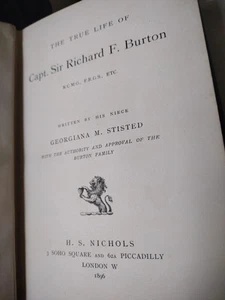 THE TRUE LIFE OF
Capt. Sir Richard F. Burton
K.C.M.G., F.R.G.S., ETC.
WRITTEN BY HIS NIECE
GEORGIANA M. STISTED
WITH THE AUTHORITY AND APPROVAL OF THE
BURTON FAMILY
H. S. NICHOLS
3 SOHO SQUARE AND 62A PICCADILLY
LONDON W
1896